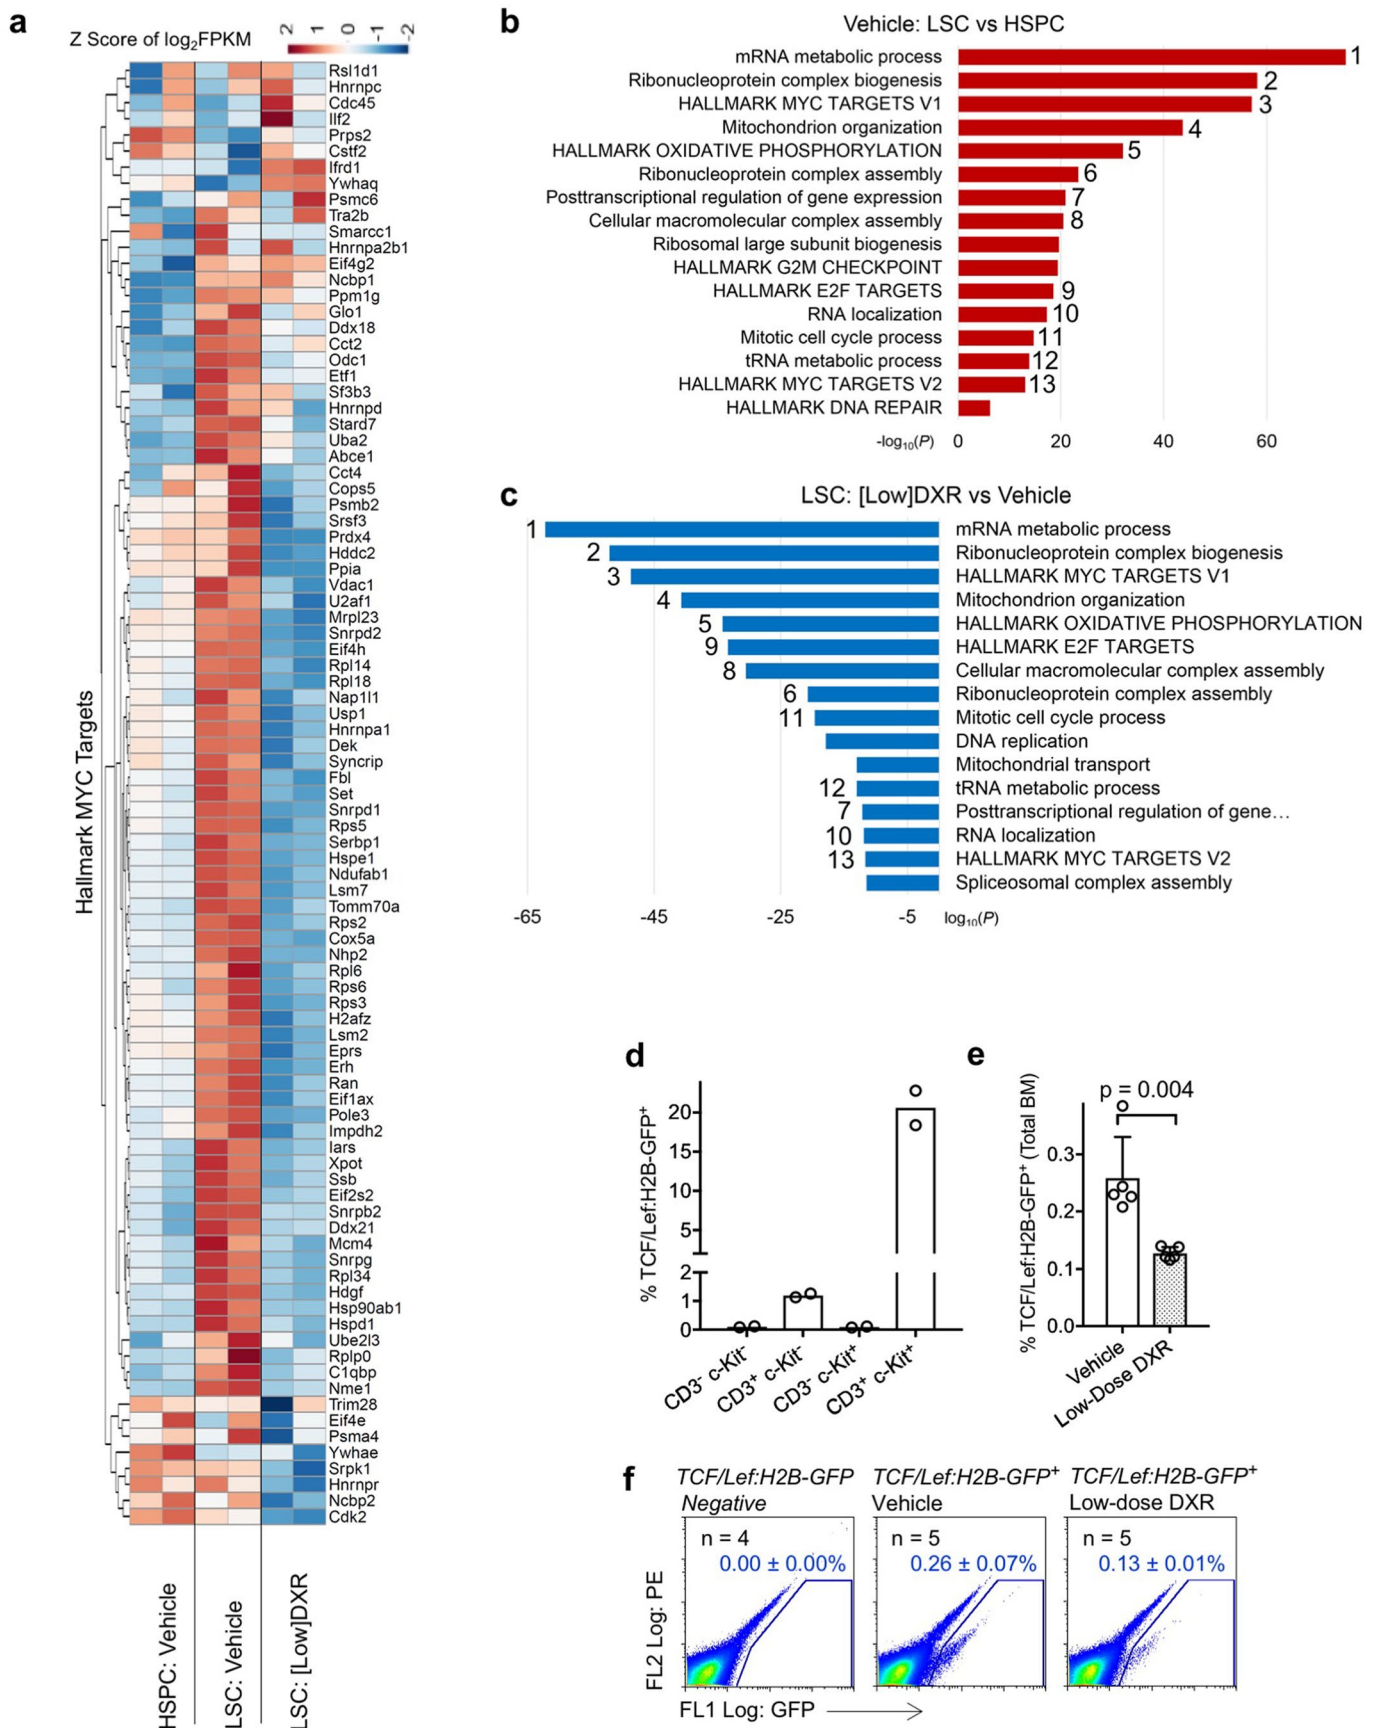 a
Z Score of log2FPKM
2 1 0 -1 -2
Rsl1d1
Hnrnpc
Cdc45
Ilf2
Prps2
Cstf2
Ifrd1
Ywhaq
Psmc6
Tra2b
Smarcc1
Hnrnpa2b1
Eif4g2
Ncbp1
Ppm1g
Glo1
Ddx18
Cct2
Odc1
Etf1
Sf3b3
Hnrnpd
Stard7
Uba2
Abce1
Cct4
Cops5
Psmb2
Srsf3
Prdx4
Hddc2
Ppia
Vdac1
U2af1
Mrpl23
Snrpd2
Eif4h
Rpl14
Rpl18
Nap1l1
Usp1
Hnrnpa1
Dek
Syncrip
Fbl
Set
Snrpd1
Rps5
Serbp1
Hspe1
Ndufab1
Lsm7
Tomm70a
Rps2
Cox5a
Nhp2
Rpl6
Rps6
Rps3
H2afz
Lsm2
Eprs
Erh
Ran
Eif1ax
Pole3
Impdh2
Iars
Xpot
Ssb
Eif2s2
Snrpb2
Ddx21
Mcm4
Snrpg
Rpl34
Hdgf
Hsp90ab1
Hspd1
Ube2l3
Rplp0
C1qbp
Nme1
Trim28
Eif4e
Psma4
Ywhae
Srpk1
Hnrnpr
Ncbp2
Cdk2
Hallmark MYC Targets
HSPC: Vehicle
LSC: Vehicle
LSC: [Low]DXR
b
Vehicle: LSC vs HSPC
mRNA metabolic process 1
Ribonucleoprotein complex biogenesis 2
HALLMARK MYC TARGETS V1 3
Mitochondrion organization 4
HALLMARK OXIDATIVE PHOSPHORYLATION 5
Ribonucleoprotein complex assembly 6
Posttranscriptional regulation of gene expression 7
Cellular macromolecular complex assembly 8
Ribosomal large subunit biogenesis
HALLMARK G2M CHECKPOINT
HALLMARK E2F TARGETS 9
RNA localization 10
Mitotic cell cycle process 11
tRNA metabolic process 12
HALLMARK MYC TARGETS V2 13
HALLMARK DNA REPAIR
-log10(P) 0 20 40 60
c
LSC: [Low]DXR vs Vehicle
1 mRNA metabolic process
2 Ribonucleoprotein complex biogenesis
3 HALLMARK MYC TARGETS V1
4 Mitochondrion organization
5 HALLMARK OXIDATIVE PHOSPHORYLATION
9 HALLMARK E2F TARGETS
8 Cellular macromolecular complex assembly
6 Ribonucleoprotein complex assembly
11 Mitotic cell cycle process
DNA replication
Mitochondrial transport
12 tRNA metabolic process
7 Posttranscriptional regulation of gene…
10 RNA localization
13 HALLMARK MYC TARGETS V2
Spliceosomal complex assembly
-65 -45 -25 -5 log10(P)
d
% TCF/Lef:H2B-GFP+
20
15
10
5
2
1
0
CD3- c-Kit-
CD3+ c-Kit-
CD3- c-Kit+
CD3+ c-Kit+
e
% TCF/Lef:H2B-GFP+ (Total BM)
p = 0.004
0.3
0.2
0.1
0.0
Vehicle
Low-Dose DXR
f
TCF/Lef:H2B-GFP
Negative
n = 4
0.00 ± 0.00%
TCF/Lef:H2B-GFP+
Vehicle
n = 5
0.26 ± 0.07%
TCF/Lef:H2B-GFP+
Low-dose DXR
n = 5
0.13 ± 0.01%
FL2 Log: PE
FL1 Log: GFP